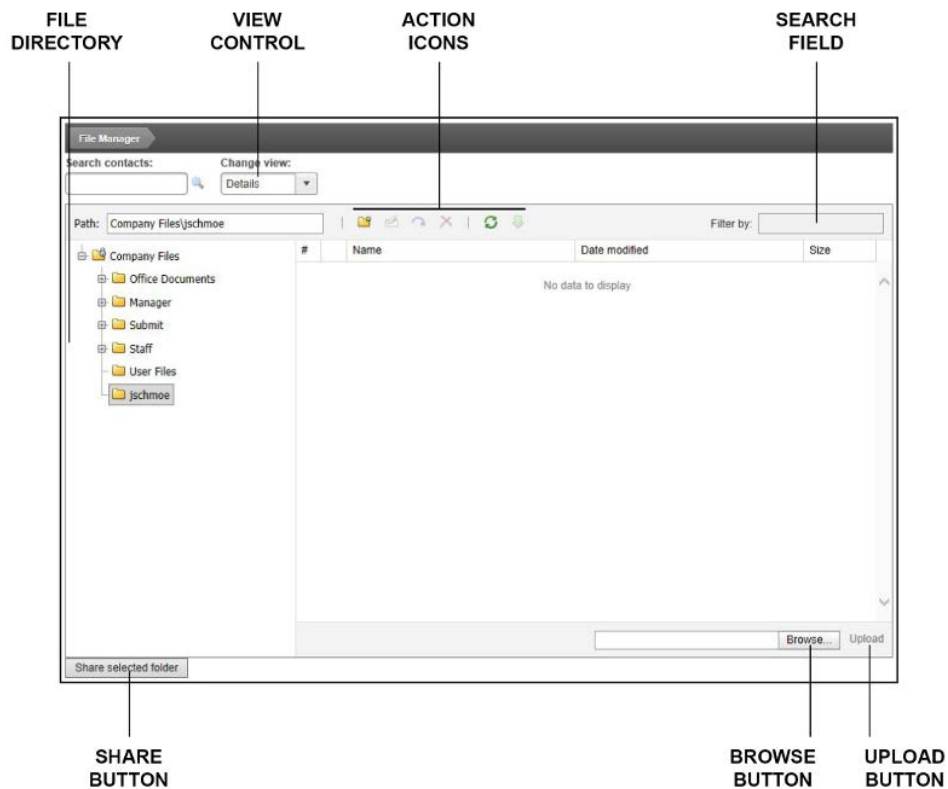 FILE
DIRECTORY
VIEW
CONTROL
ACTION
ICONS
SEARCH
FIELD
File Manager
Search contacts:
Change view:
Details
Path: Company Files\jschmoe
Filter by:
Company Files
# Name Date modified Size
Office Documents
No data to display
Manager
Submit
Staff
User Files
jschmoe
Browse... Upload
Share selected folder
SHARE
BUTTON
BROWSE
BUTTON
UPLOAD
BUTTON